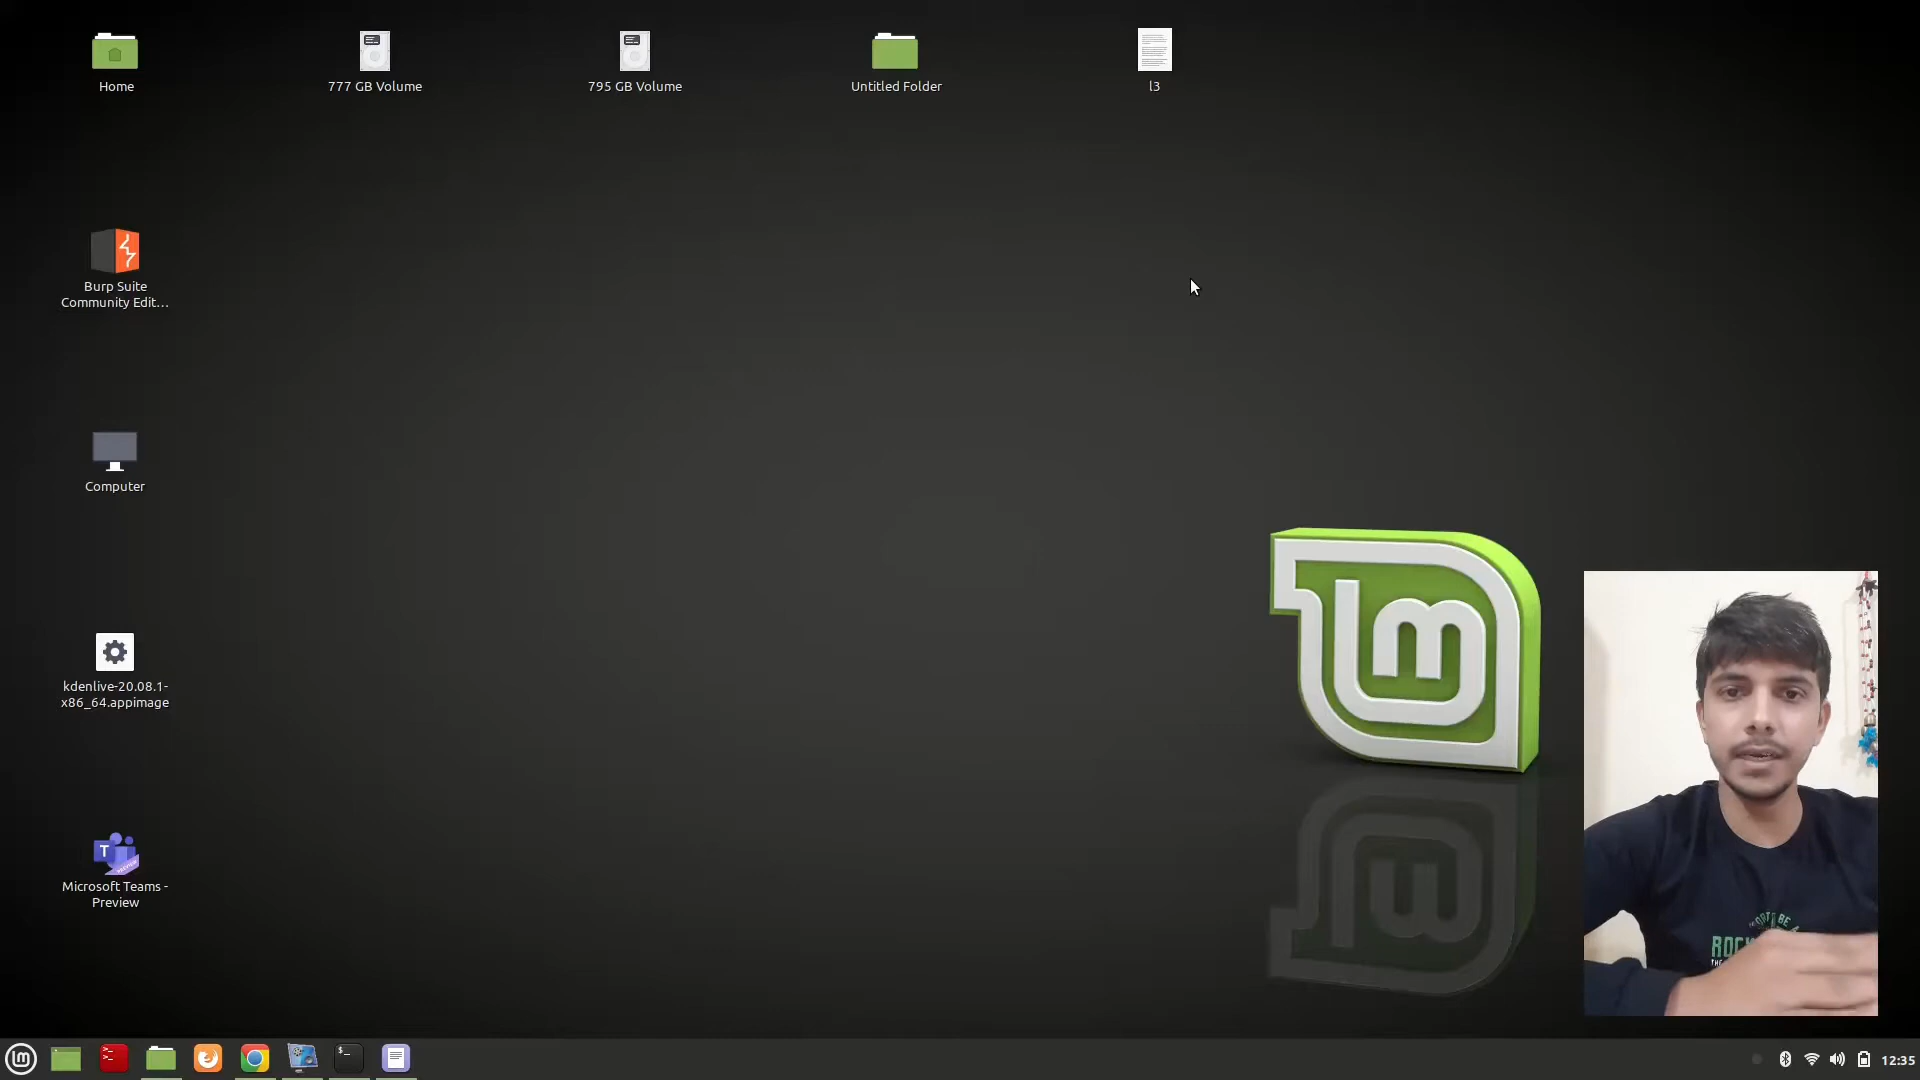 Home
777 GB Volume
795 GB Volume
Untitled Folder
l3
Burp Suite
Community Edit...
Computer
kdenlive-20.08.1-
x86_64.appimage
T
Microsoft Teams -
Preview
lm
12:35